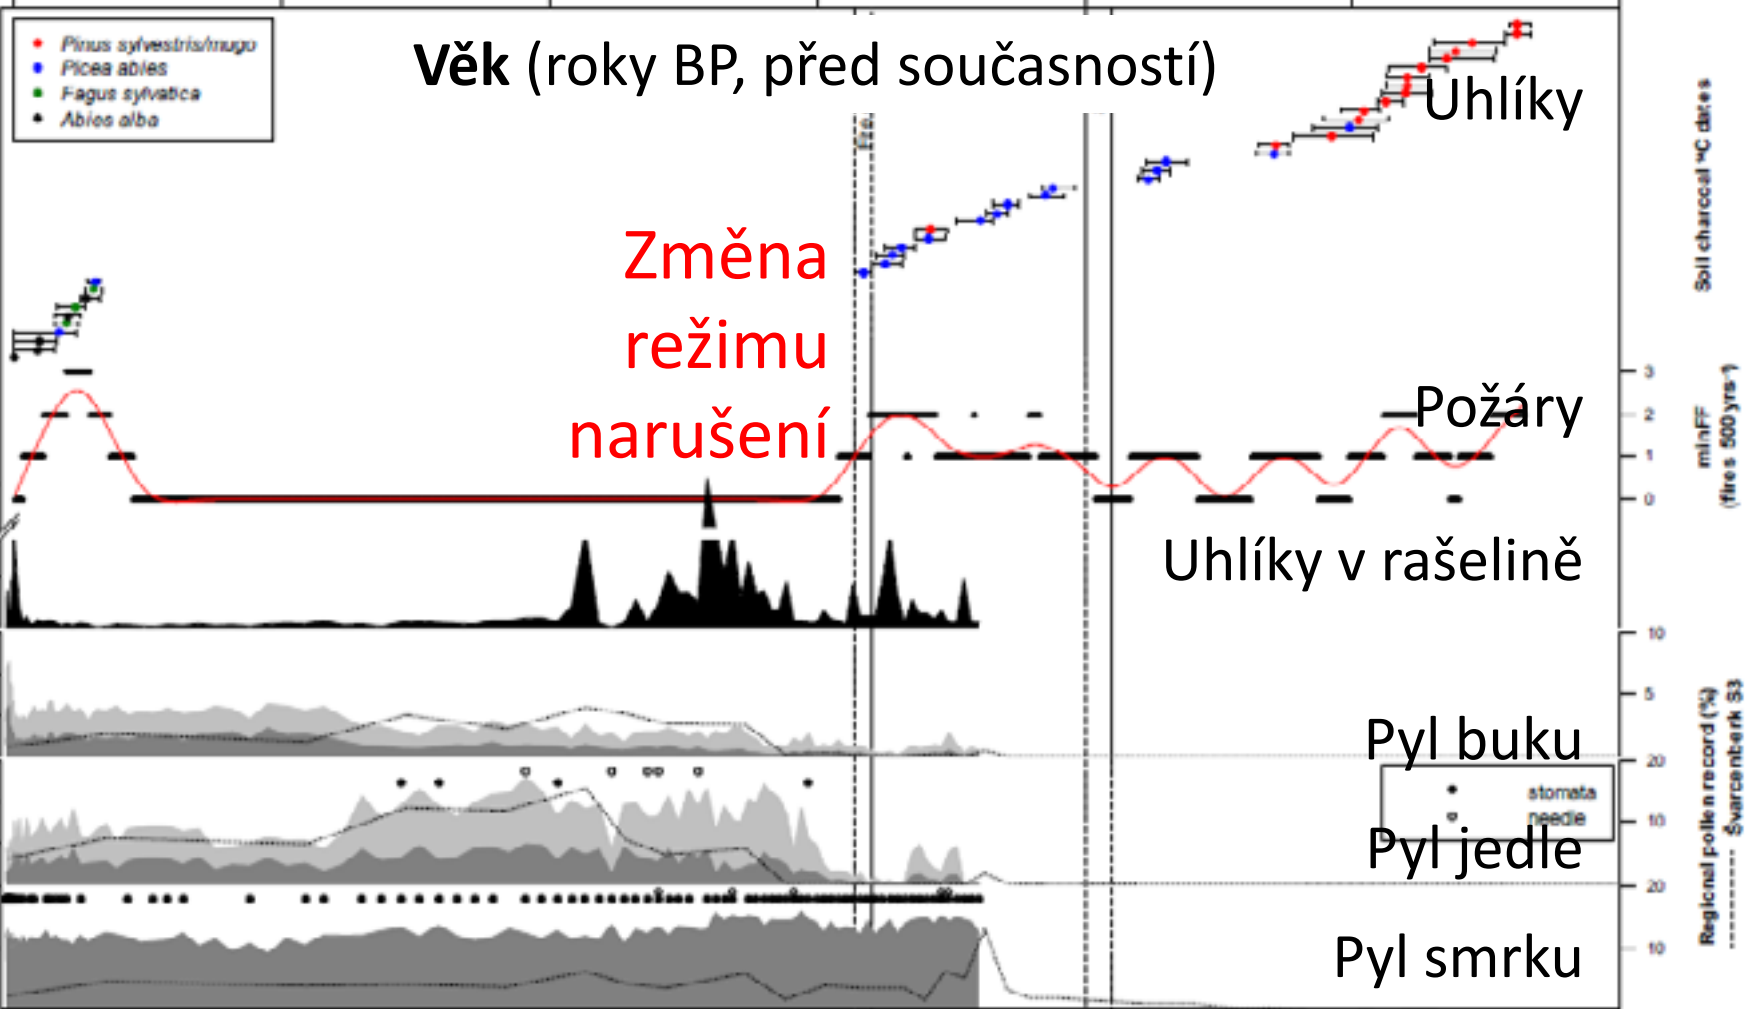 Pinus sylvestris/mugo
Picea abies
Fagus sylvatica
Abies alba
Věk (roky BP, před současností)
Uhlíky
Soil charcoal ¹⁴C dates
Změna
režimu
narušení
Požáry
3
2
1
0
minFF
(fires 500yrs⁻¹)
Uhlíky v rašelině
10
5
Pyl buku
20
10
stomata
needle
Pyl jedle
20
10
Pyl smrku
Regional pollen record (%)
Švarcenberk S3